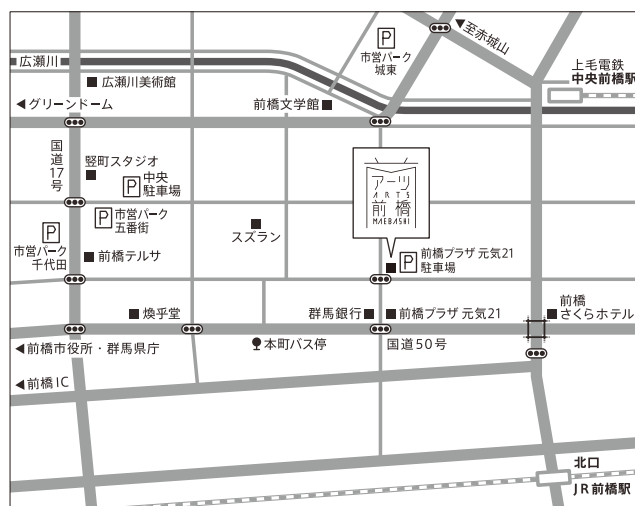 至赤城山
P
市営パーク
城東
上毛電鉄
中央前橋駅
広瀬川
広瀬川美術館
グリーンドーム
前橋文学館
国道17号
竪町スタジオ
P
中央
駐車場
アーツ
ARTS
前橋
MAEBASHI
P
市営パーク
五番街
P
市営パーク
千代田
スズラン
前橋テルサ
P
前橋プラザ 元気21
駐車場
煥乎堂
群馬銀行
前橋プラザ 元気21
前橋
さくらホテル
前橋市役所・群馬県庁
本町バス停
国道50号
前橋IC
北口
JR前橋駅